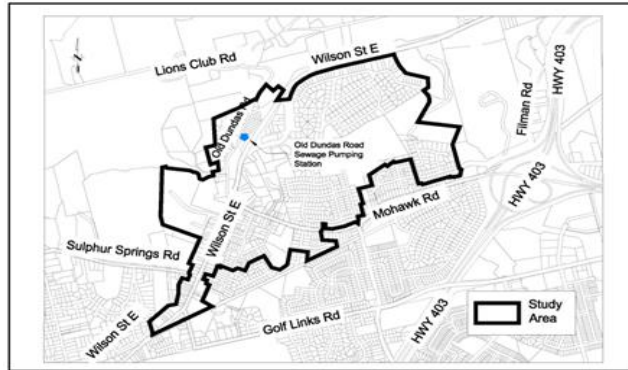 Wilson St E
Lions Club Rd
HWY 403
Filman Rd
Old Dundas Rd
Old Dundas Road
Sewage Pumping
Station
HWY 403
Mohawk Rd
Wilson St E
Sulphur Springs Rd
Golf Links Rd
HWY 403
Wilson St E
Study
Area